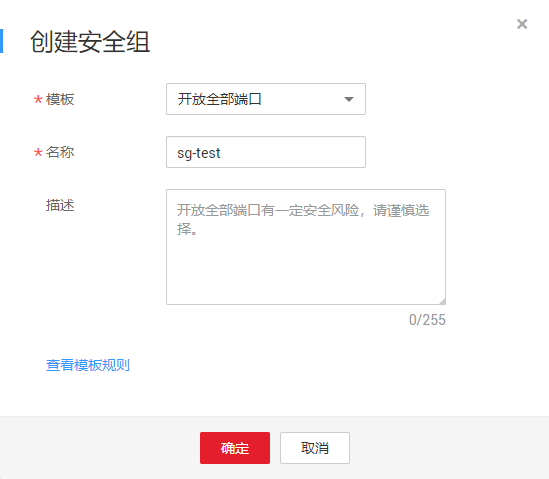 创建安全组
×
* 模板
开放全部端口
* 名称
sg-test
描述
开放全部端口有一定安全风险，请谨慎选
择。
0/255
查看模板规则
确定
取消